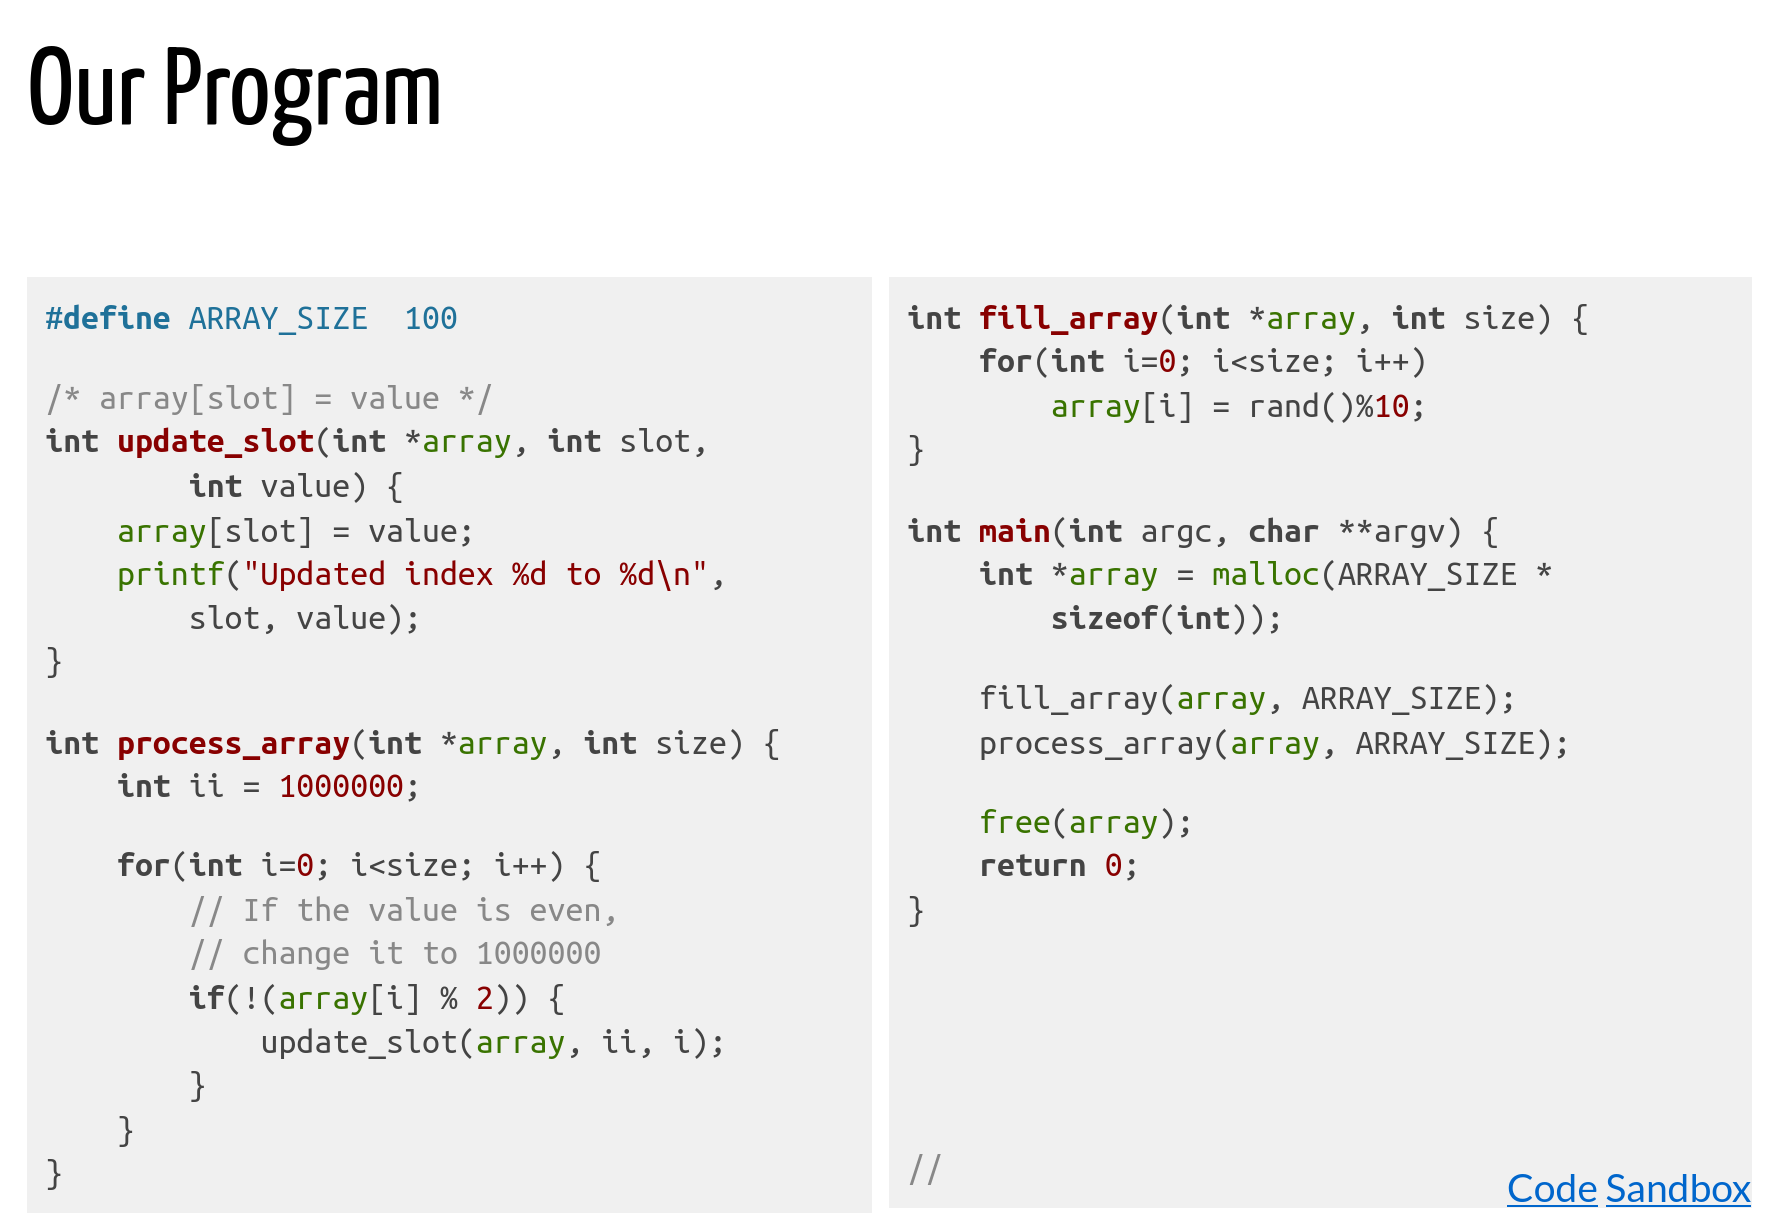 Our Program
#define ARRAY_SIZE  100

/* array[slot] = value */
int update_slot(int *array, int slot,
        int value) {
    array[slot] = value;
    printf("Updated index %d to %d\n",
        slot, value);
}

int process_array(int *array, int size) {
    int ii = 1000000;

    for(int i=0; i<size; i++) {
        // If the value is even,
        // change it to 1000000
        if(!(array[i] % 2)) {
            update_slot(array, ii, i);
        }
    }
}
int fill_array(int *array, int size) {
    for(int i=0; i<size; i++)
        array[i] = rand()%10;
}

int main(int argc, char **argv) {
    int *array = malloc(ARRAY_SIZE *
        sizeof(int));

    fill_array(array, ARRAY_SIZE);
    process_array(array, ARRAY_SIZE);

    free(array);
    return 0;
}
//
Code Sandbox